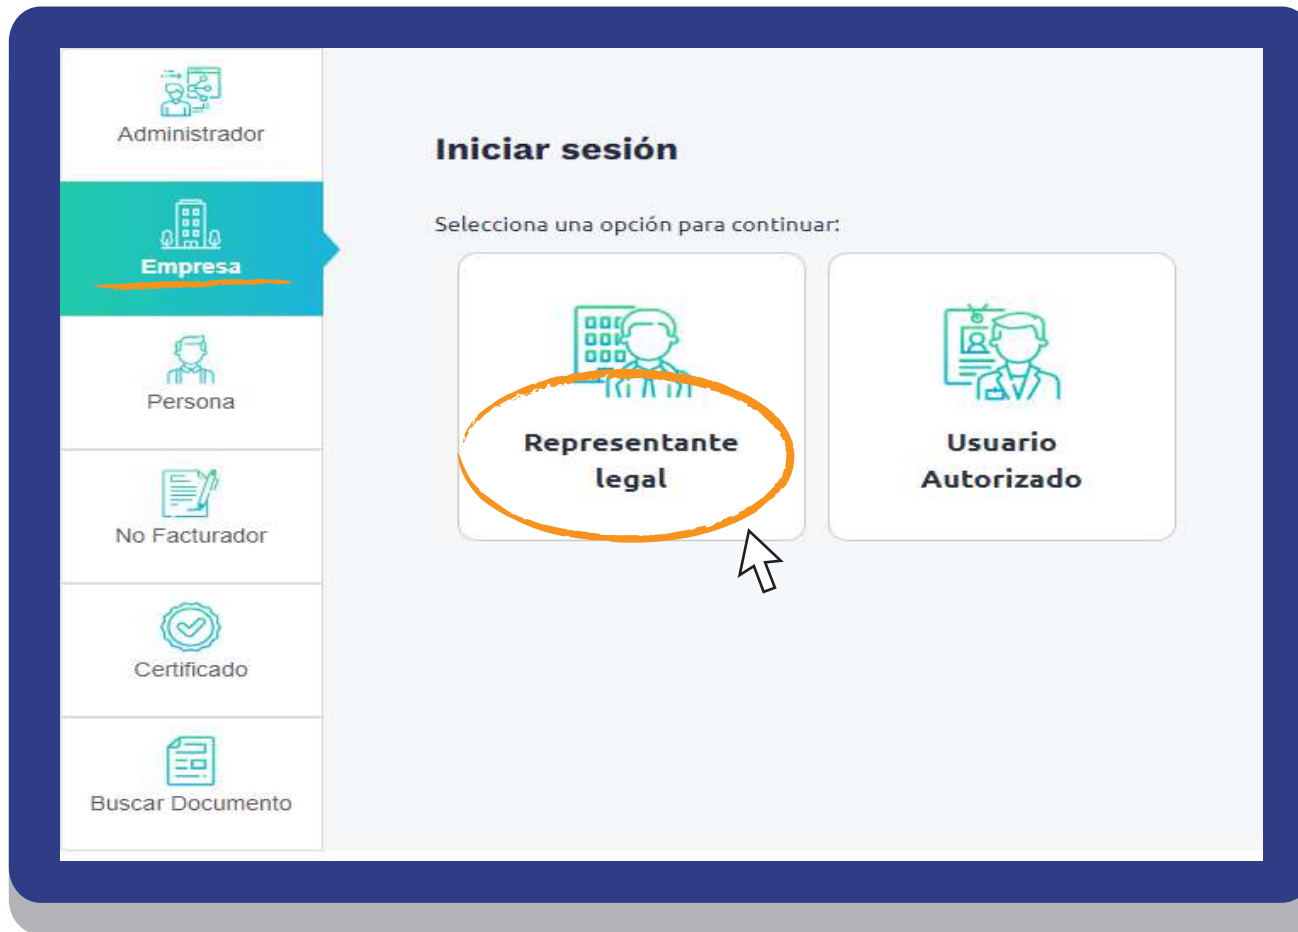 Administrador
Empresa
Persona
No Facturador
Certificado
Buscar Documento
Iniciar sesión
Selecciona una opción para continuar:
Representante
legal
Usuario
Autorizado